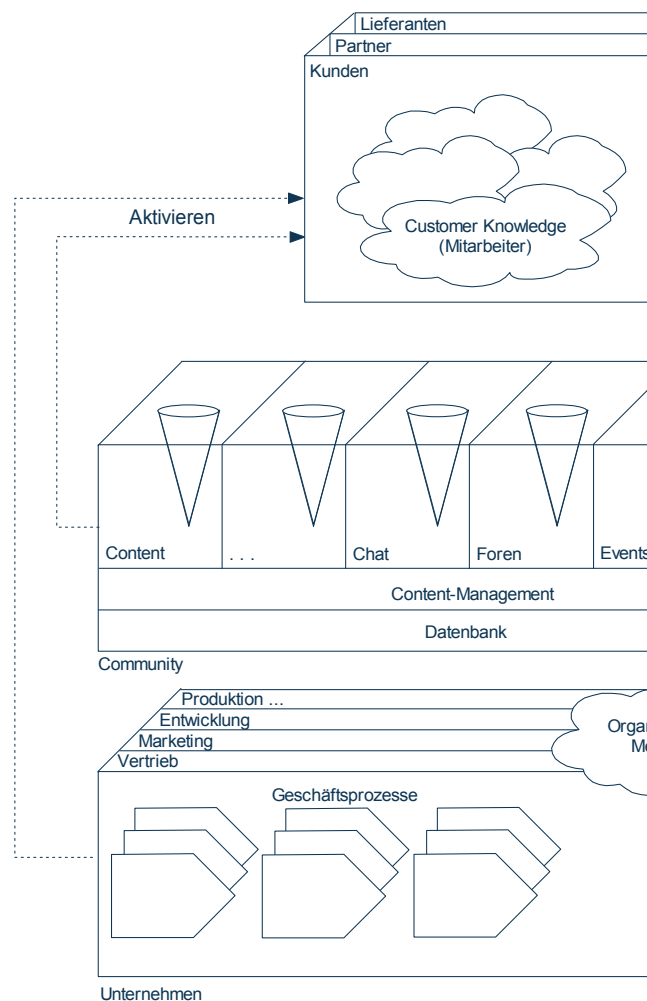 Lieferanten
Partner
Kunden
Aktivieren
Customer Knowledge
(Mitarbeiter)
Content
. . .
Chat
Foren
Events
Content-Management
Datenbank
Community
Produktion ...
Entwicklung
Marketing
Vertrieb
Geschäftsprozesse
Unternehmen